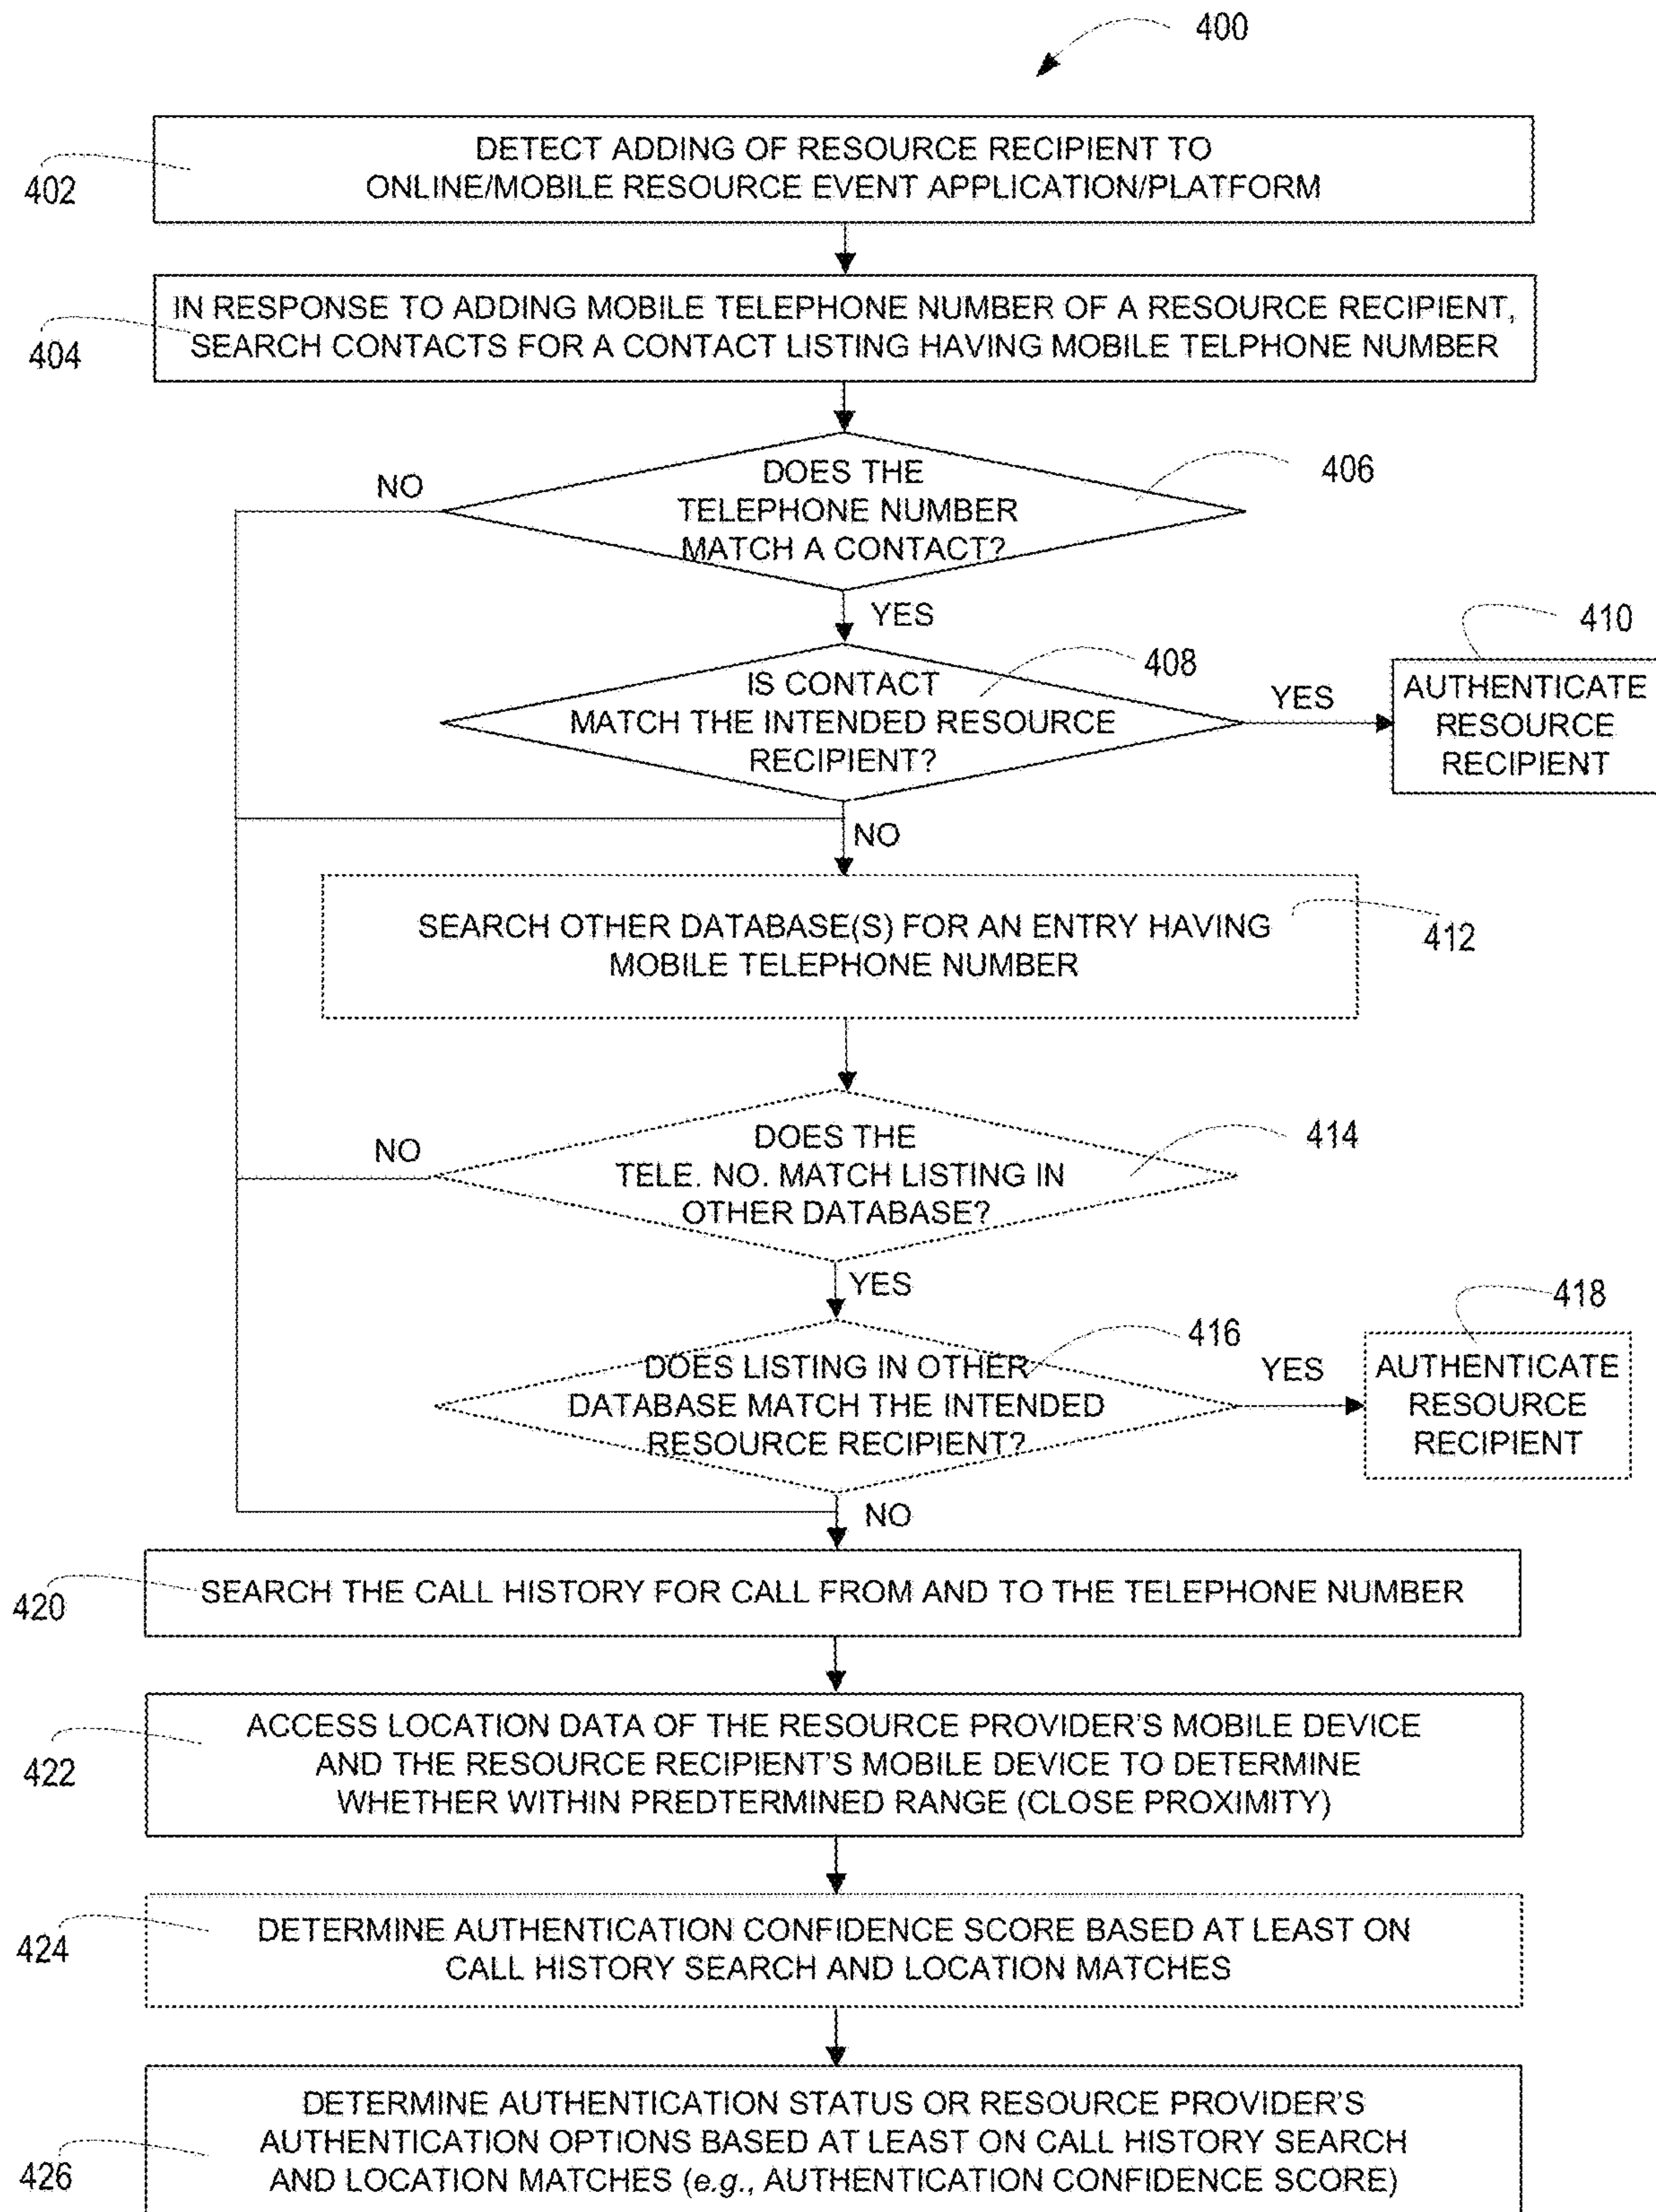 400
DETECT ADDING OF RESOURCE RECIPIENT TO
ONLINE/MOBILE RESOURCE EVENT APPLICATION/PLATFORM
402
IN RESPONSE TO ADDING MOBILE TELEPHONE NUMBER OF A RESOURCE RECIPIENT,
SEARCH CONTACTS FOR A CONTACT LISTING HAVING MOBILE TELPHONE NUMBER
404
DOES THE
TELEPHONE NUMBER
MATCH A CONTACT?
406
NO
YES
IS CONTACT
MATCH THE INTENDED RESOURCE
RECIPIENT?
408
YES
410
AUTHENTICATE
RESOURCE
RECIPIENT
NO
SEARCH OTHER DATABASE(S) FOR AN ENTRY HAVING
MOBILE TELEPHONE NUMBER
412
DOES THE
TELE. NO. MATCH LISTING IN
OTHER DATABASE?
414
NO
YES
DOES LISTING IN OTHER
DATABASE MATCH THE INTENDED
RESOURCE RECIPIENT?
416
YES
418
AUTHENTICATE
RESOURCE
RECIPIENT
NO
SEARCH THE CALL HISTORY FOR CALL FROM AND TO THE TELEPHONE NUMBER
420
ACCESS LOCATION DATA OF THE RESOURCE PROVIDER'S MOBILE DEVICE
AND THE RESOURCE RECIPIENT'S MOBILE DEVICE TO DETERMINE
WHETHER WITHIN PREDTERMINED RANGE (CLOSE PROXIMITY)
422
DETERMINE AUTHENTICATION CONFIDENCE SCORE BASED AT LEAST ON
CALL HISTORY SEARCH AND LOCATION MATCHES
424
DETERMINE AUTHENTICATION STATUS OR RESOURCE PROVIDER'S
AUTHENTICATION OPTIONS BASED AT LEAST ON CALL HISTORY SEARCH
AND LOCATION MATCHES (e.g., AUTHENTICATION CONFIDENCE SCORE)
426